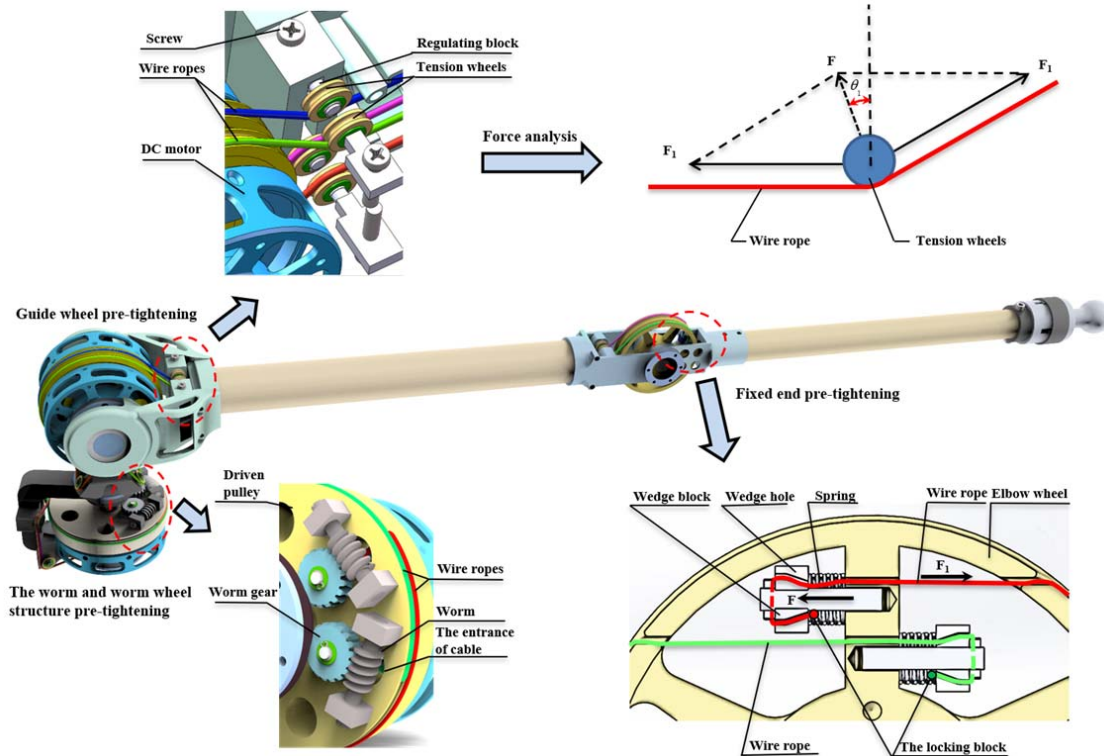 Screw
Wire ropes
DC motor
Regulating block
Tension wheels
Force analysis
F
F₁
θ₁
F₁
Wire rope
Tension wheels
Guide wheel pre-tightening
Fixed end pre-tightening
The worm and worm wheel
structure pre-tightening
Driven
pulley
Worm gear
Wire ropes
Worm
The entrance
of cable
Wedge block
Wedge hole
Spring
Wire rope
Elbow wheel
F₁
F
Wire rope
The locking block